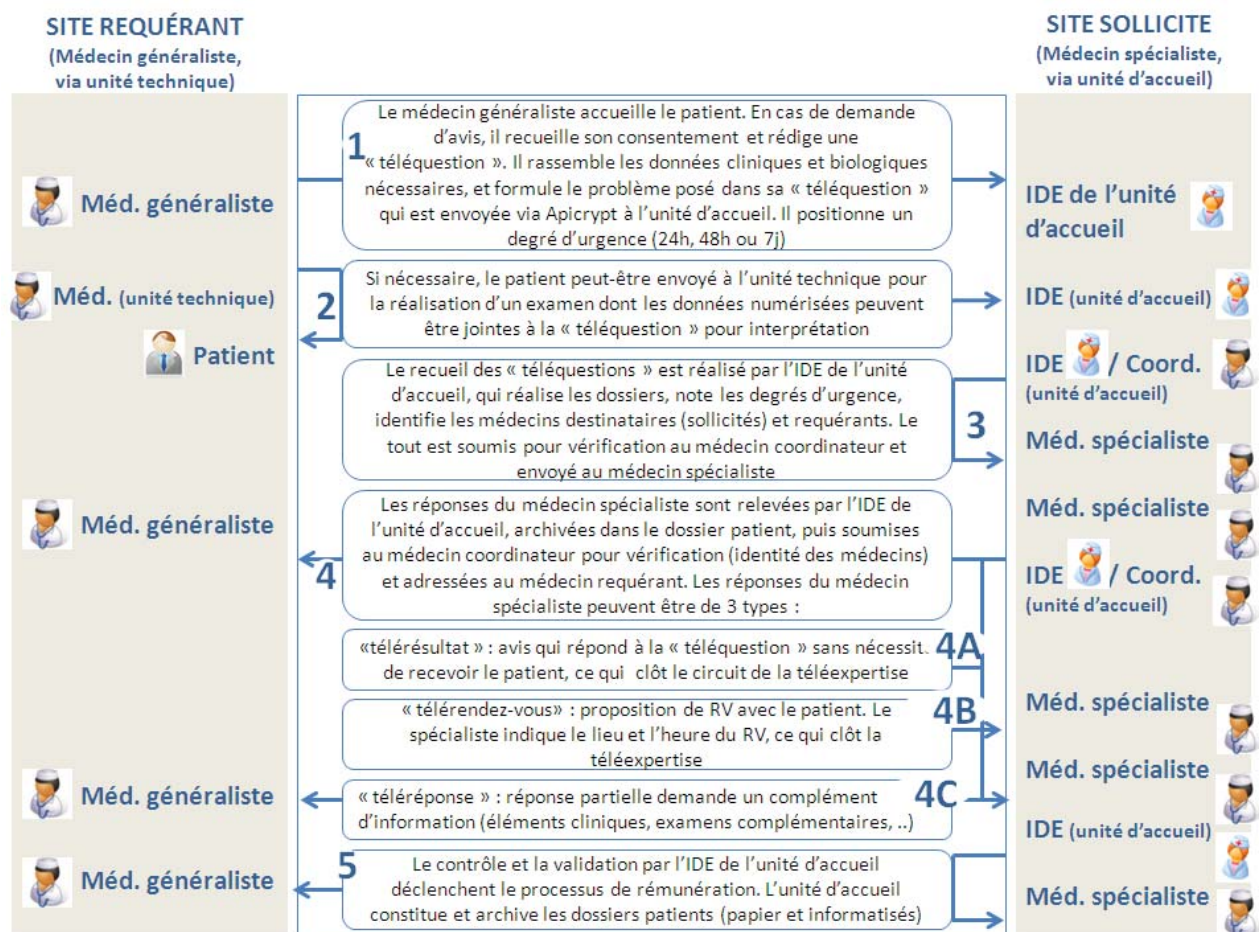 SITE REQUÉRANT
(Médecin généraliste,
via unité technique)
SITE SOLLICITE
(Médecin spécialiste,
via unité d'accueil)
1
Le médecin généraliste accueille le patient. En cas de demande
d'avis, il recueille son consentement et rédige une
« téléquestion ». Il rassemble les données cliniques et biologiques
nécessaires, et formule le problème posé dans sa « téléquestion »
qui est envoyée via Apicrypt à l'unité d'accueil. Il positionne un
degré d'urgence (24h, 48h ou 7j)
Méd. généraliste
IDE de l'unité
d'accueil
Méd. (unité technique)
Patient
2
Si nécessaire, le patient peut-être envoyé à l'unité technique pour
la réalisation d'un examen dont les données numérisées peuvent
être jointes à la « téléquestion » pour interprétation
IDE (unité d'accueil)
IDE / Coord.
(unité d'accueil)
Le recueil des « téléquestions » est réalisé par l'IDE de l'unité
d'accueil, qui réalise les dossiers, note les degrés d'urgence,
identifie les médecins destinataires (sollicités) et requérants. Le
tout est soumis pour vérification au médecin coordinateur et
envoyé au médecin spécialiste
3
Méd. spécialiste
Méd. généraliste
4
Les réponses du médecin spécialiste sont relevées par l'IDE de
l'unité d'accueil, archivées dans le dossier patient, puis soumises
au médecin coordinateur pour vérification (identité des médecins)
et adressées au médecin requérant. Les réponses du médecin
spécialiste peuvent être de 3 types :
Méd. spécialiste
IDE / Coord.
(unité d'accueil)
«télérésultat » : avis qui répond à la « téléquestion » sans nécessit
de recevoir le patient, ce qui clôt le circuit de la téléexpertise
4A
« télérendez-vous» : proposition de RV avec le patient. Le
spécialiste indique le lieu et l'heure du RV, ce qui clôt la
téléexpertise
4B
Méd. spécialiste
Méd. généraliste
« téléréponse » : réponse partielle demande un complément
d'information (éléments cliniques, examens complémentaires, ..)
4C
Méd. spécialiste
IDE (unité d'accueil)
Méd. généraliste
5
Le contrôle et la validation par l'IDE de l'unité d'accueil
déclenchent le processus de rémunération. L'unité d'accueil
constitue et archive les dossiers patients (papier et informatisés)
Méd. spécialiste